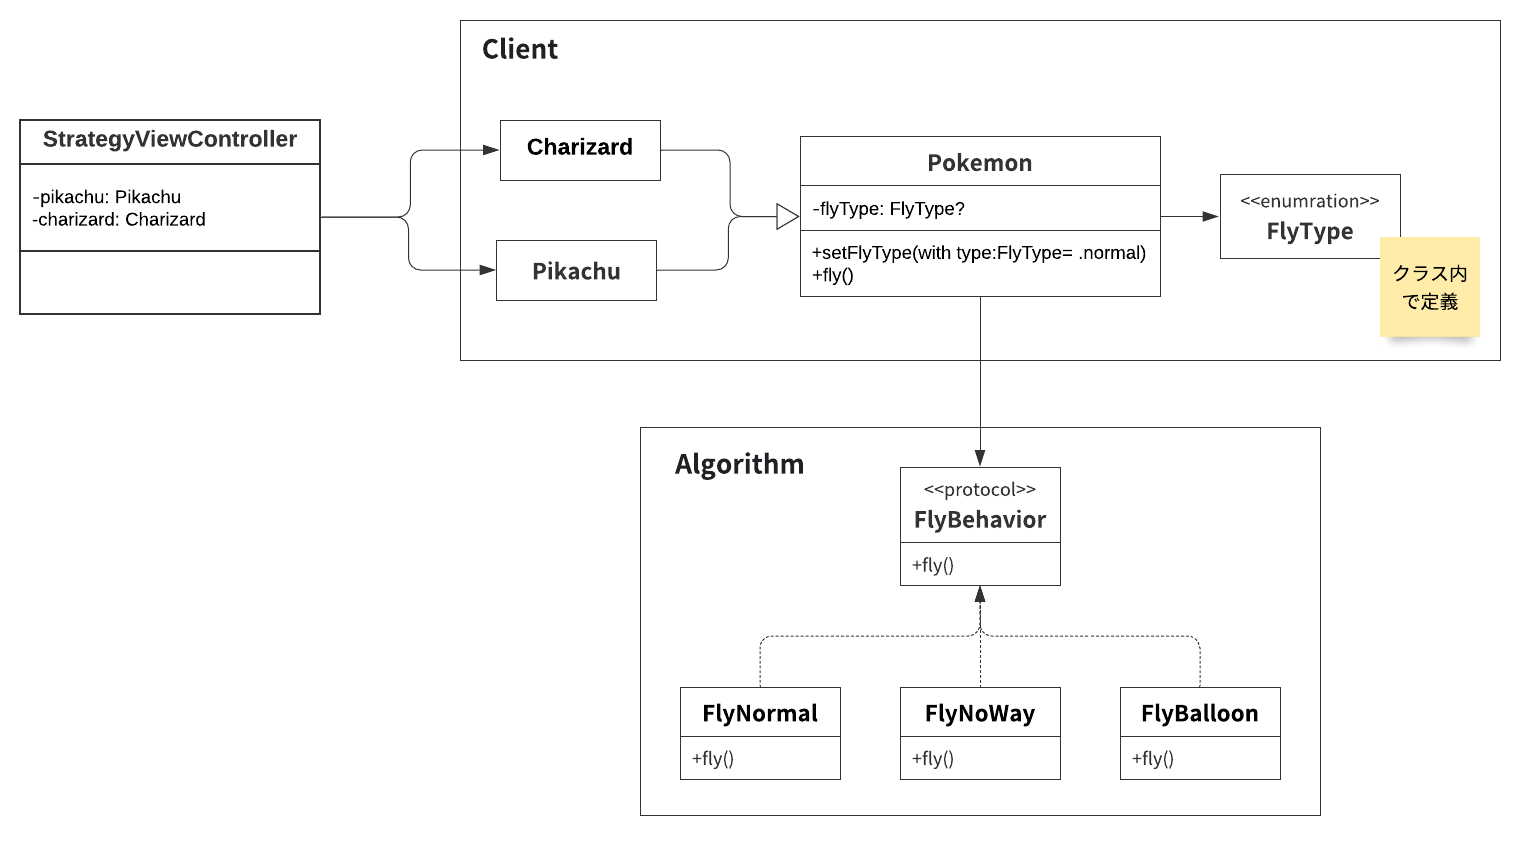 Client
StrategyViewController
-pikachu: Pikachu
-charizard: Charizard
Charizard
Pikachu
Pokemon
-flyType: FlyType?
+setFlyType(with type:FlyType= .normal)
+fly()
<<enumration>>
FlyType
クラス内
で定義
Algorithm
<<protocol>>
FlyBehavior
+fly()
FlyNormal
+fly()
FlyNoWay
+fly()
FlyBalloon
+fly()